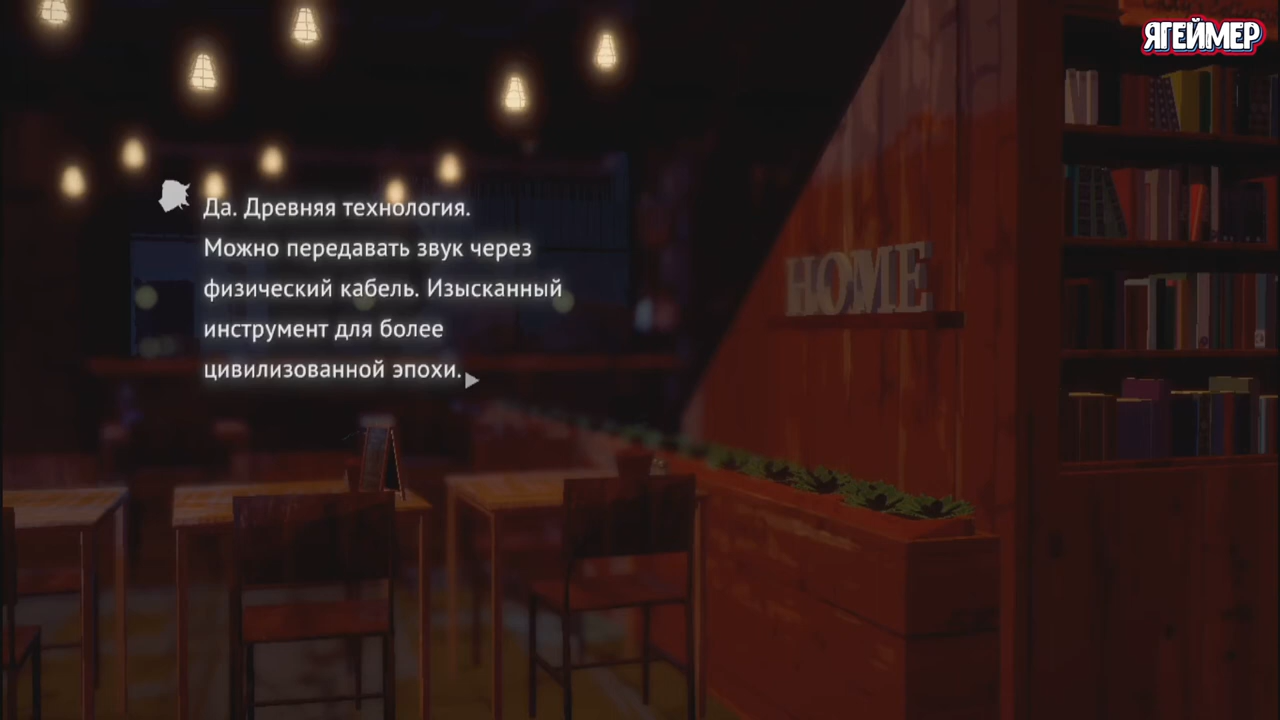 ЯГЕЙМЕР
Да. Древняя технология.
Можно передавать звук через
физический кабель. Изысканный
инструмент для более
цивилизованной эпохи.
HOME